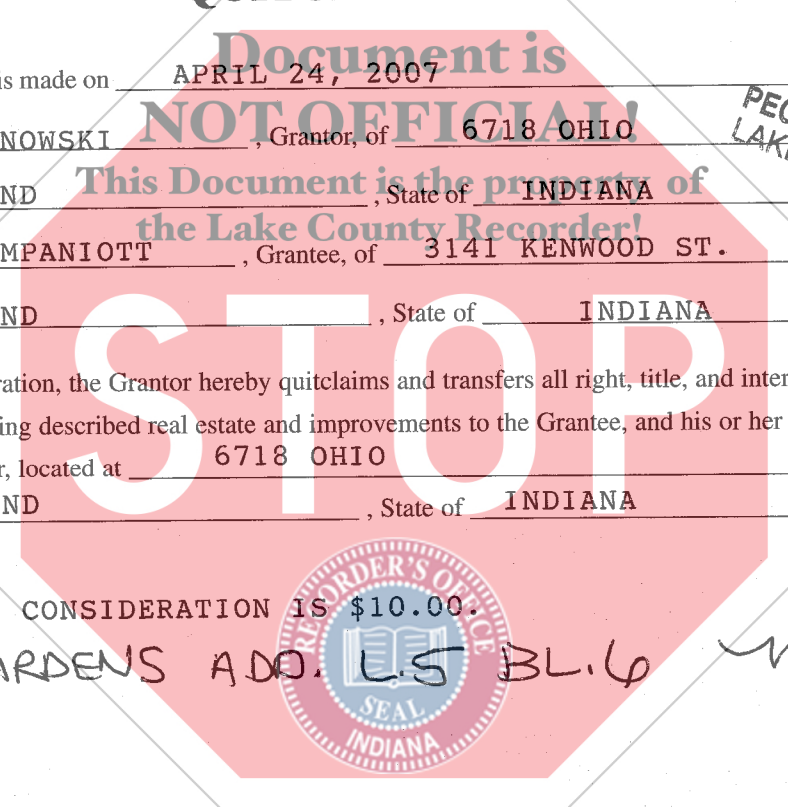 Document is
is made on APRIL 24, 2007
NOT OFFICIAL!
NOWSKI , Grantor, of 6718 OHIO
PEC
LAKE
This Document is the property of
ND , State of INDIANA
the Lake County Recorder!
MPANIOTT , Grantee, of 3141 KENWOOD ST.
ND , State of INDIANA
STOP
ration, the Grantor hereby quitclaims and transfers all right, title, and inter
ing described real estate and improvements to the Grantee, and his or her
r, located at 6718 OHIO
ND , State of INDIANA
CONSIDERATION IS $10.00.
ARDENS ADD. L.5 BL.6
RECORDER'S OFFICE
SEAL
INDIANA